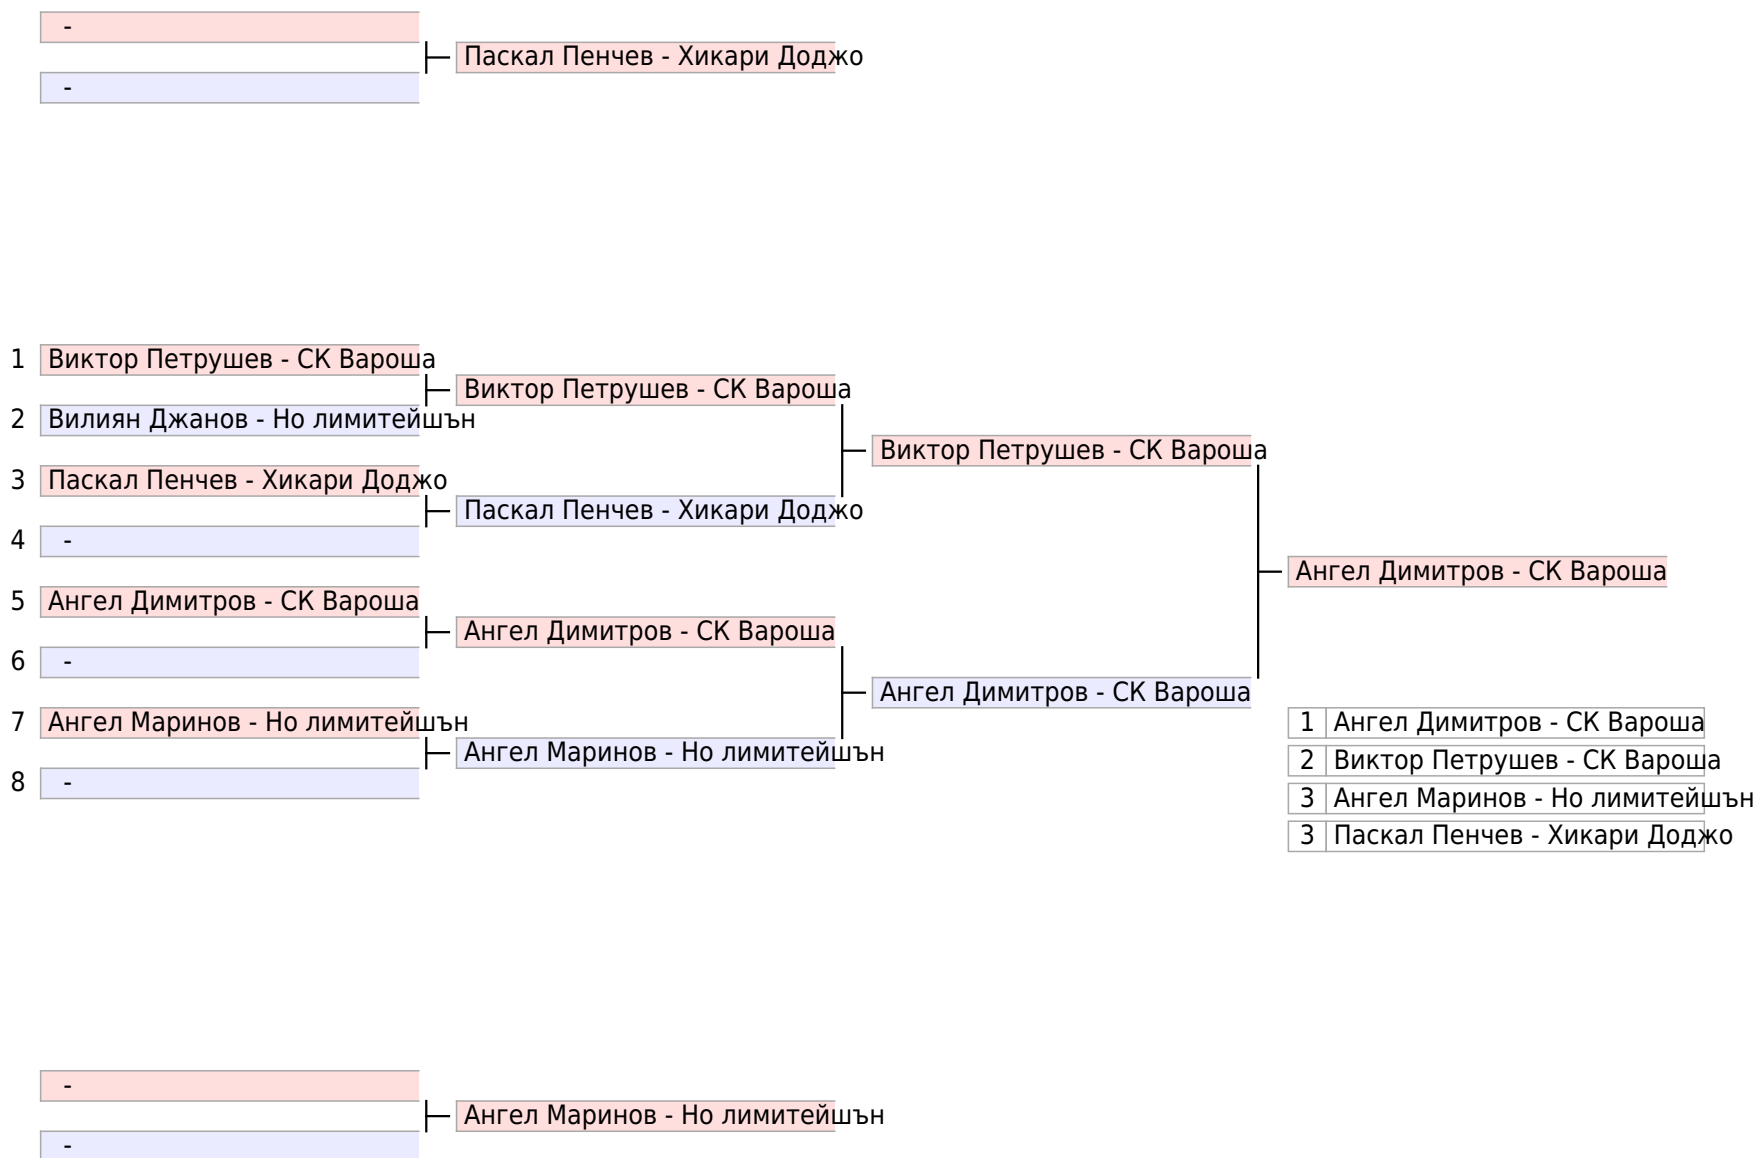 -
Паскал Пенчев - Хикари Доджо
-
1 Виктор Петрушев - СК Вароша
Виктор Петрушев - СК Вароша
2 Вилиян Джанов - Но лимитейшън
Виктор Петрушев - СК Вароша
3 Паскал Пенчев - Хикари Доджо
Паскал Пенчев - Хикари Доджо
4 -
Ангел Димитров - СК Вароша
5 Ангел Димитров - СК Вароша
Ангел Димитров - СК Вароша
6 -
Ангел Димитров - СК Вароша
7 Ангел Маринов - Но лимитейшън
Ангел Маринов - Но лимитейшън
8 -
1 Ангел Димитров - СК Вароша
2 Виктор Петрушев - СК Вароша
3 Ангел Маринов - Но лимитейшън
3 Паскал Пенчев - Хикари Доджо
-
Ангел Маринов - Но лимитейшън
-